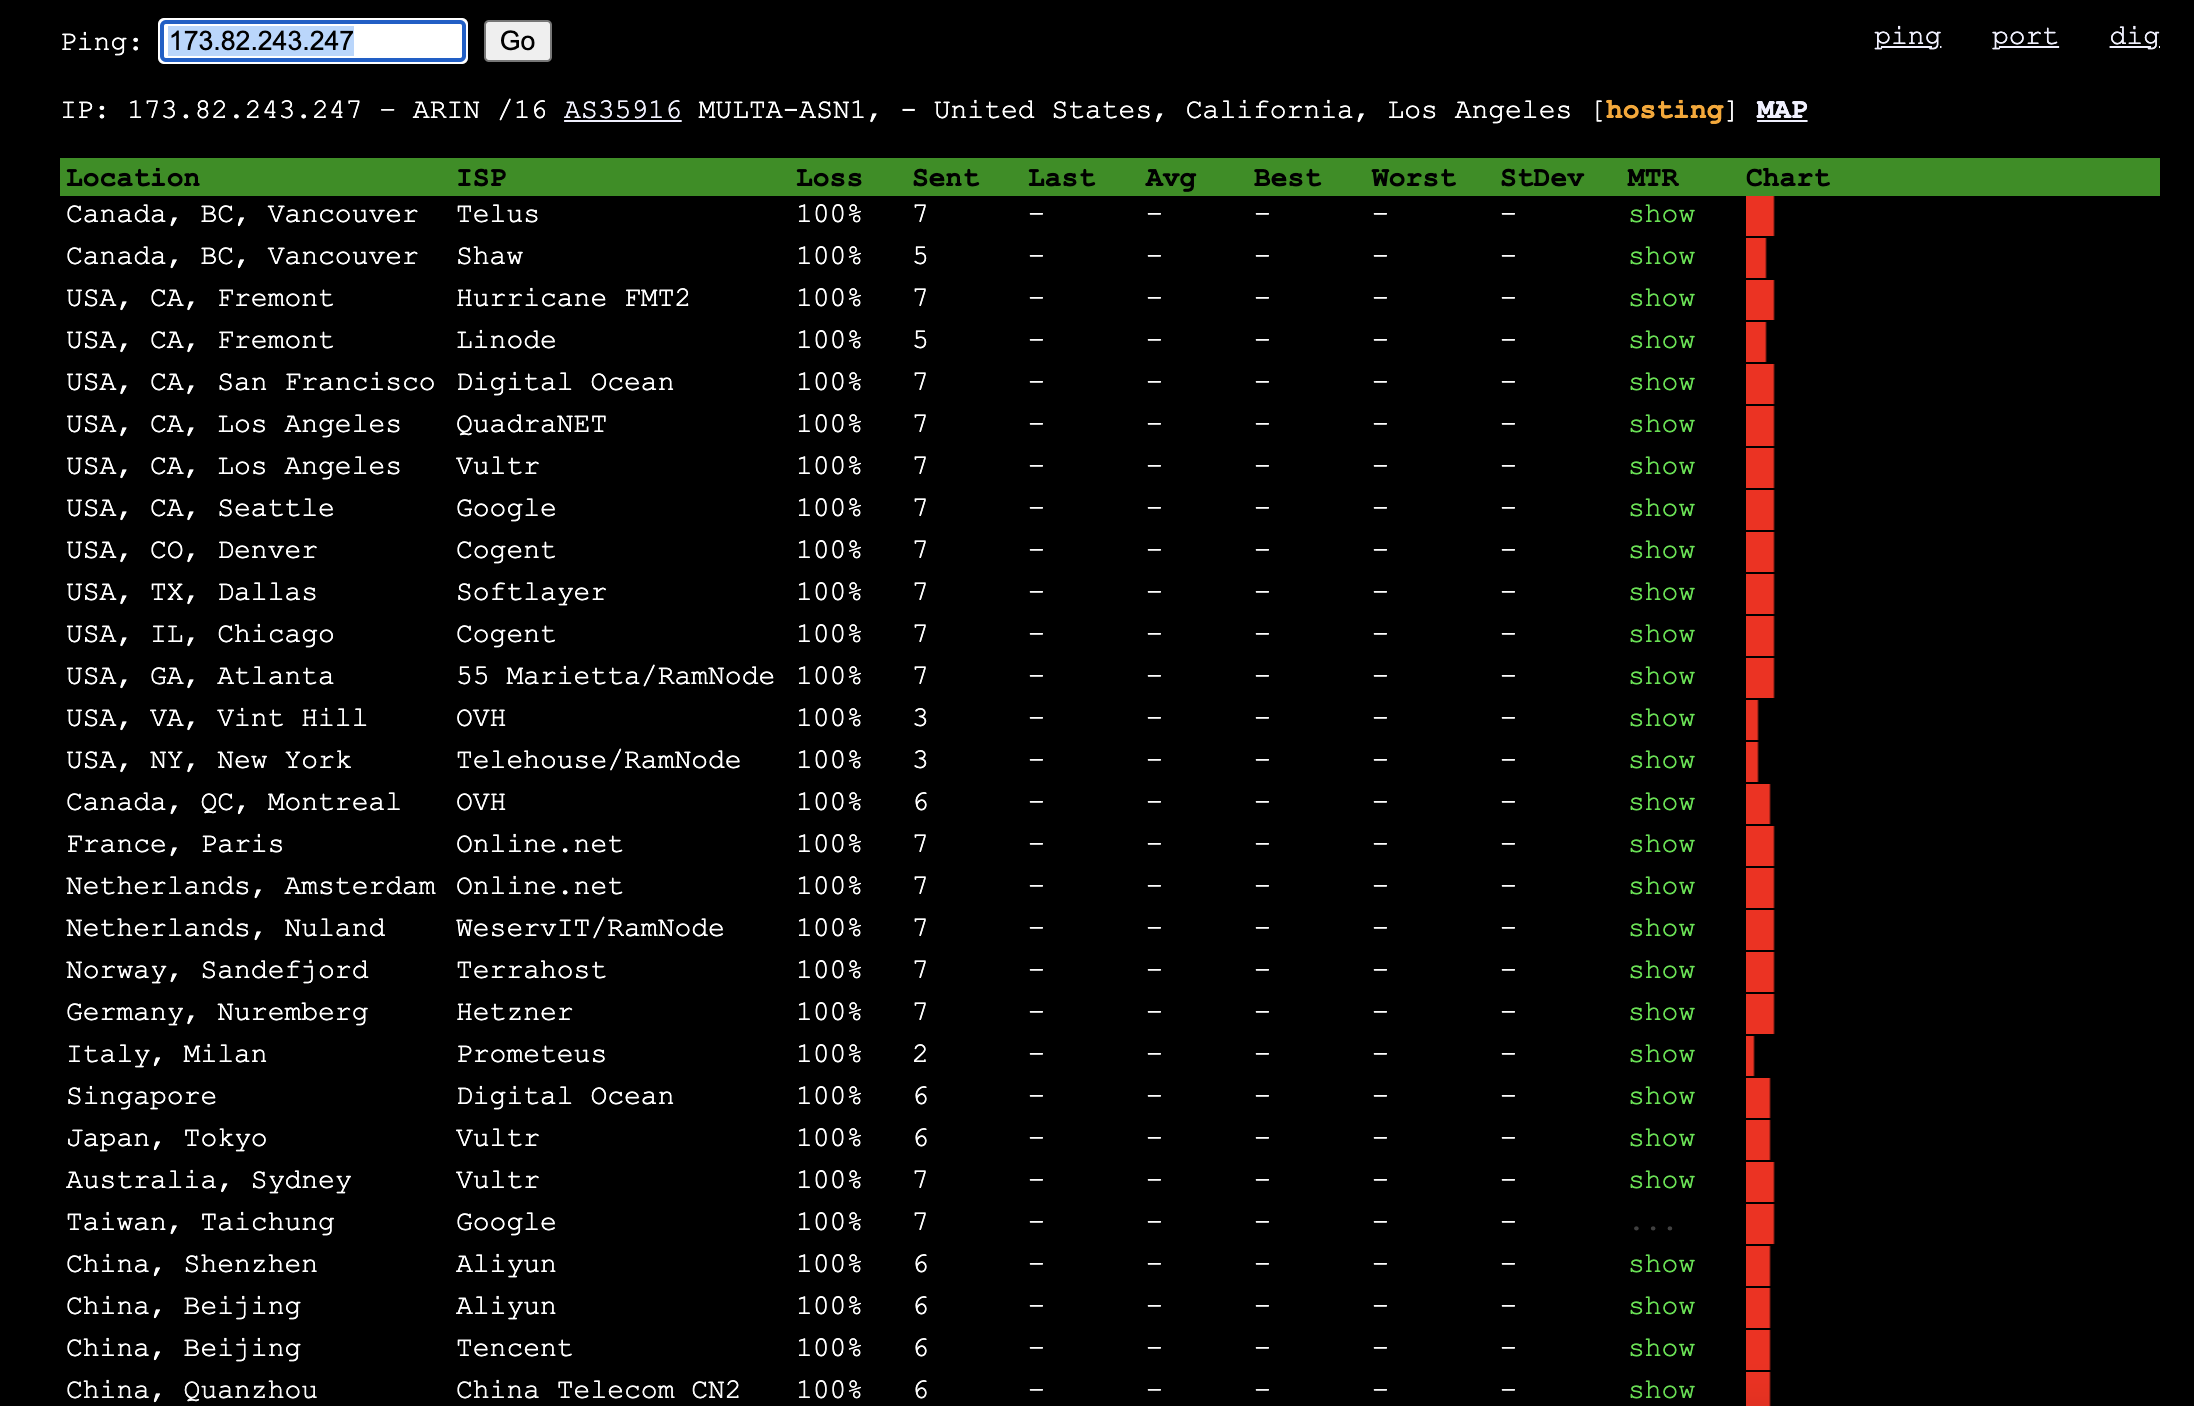 Ping: 173.82.243.247 Go ping port dig
IP: 173.82.243.247 – ARIN /16 AS35916 MULTA-ASN1, – United States, California, Los Angeles [hosting] MAP
Location ISP Loss Sent Last Avg Best Worst StDev MTR Chart
Canada, BC, Vancouver Telus 100% 7 – – – – – show
Canada, BC, Vancouver Shaw 100% 5 – – – – – show
USA, CA, Fremont Hurricane FMT2 100% 7 – – – – – show
USA, CA, Fremont Linode 100% 5 – – – – – show
USA, CA, San Francisco Digital Ocean 100% 7 – – – – – show
USA, CA, Los Angeles QuadraNET 100% 7 – – – – – show
USA, CA, Los Angeles Vultr 100% 7 – – – – – show
USA, CA, Seattle Google 100% 7 – – – – – show
USA, CO, Denver Cogent 100% 7 – – – – – show
USA, TX, Dallas Softlayer 100% 7 – – – – – show
USA, IL, Chicago Cogent 100% 7 – – – – – show
USA, GA, Atlanta 55 Marietta/RamNode 100% 7 – – – – – show
USA, VA, Vint Hill OVH 100% 3 – – – – – show
USA, NY, New York Telehouse/RamNode 100% 3 – – – – – show
Canada, QC, Montreal OVH 100% 6 – – – – – show
France, Paris Online.net 100% 7 – – – – – show
Netherlands, Amsterdam Online.net 100% 7 – – – – – show
Netherlands, Nuland WeservIT/RamNode 100% 7 – – – – – show
Norway, Sandefjord Terrahost 100% 7 – – – – – show
Germany, Nuremberg Hetzner 100% 7 – – – – – show
Italy, Milan Prometeus 100% 2 – – – – – show
Singapore Digital Ocean 100% 6 – – – – – show
Japan, Tokyo Vultr 100% 6 – – – – – show
Australia, Sydney Vultr 100% 7 – – – – – show
Taiwan, Taichung Google 100% 7 – – – – – ...
China, Shenzhen Aliyun 100% 6 – – – – – show
China, Beijing Aliyun 100% 6 – – – – – show
China, Beijing Tencent 100% 6 – – – – – show
China, Quanzhou China Telecom CN2 100% 6 – – – – – show